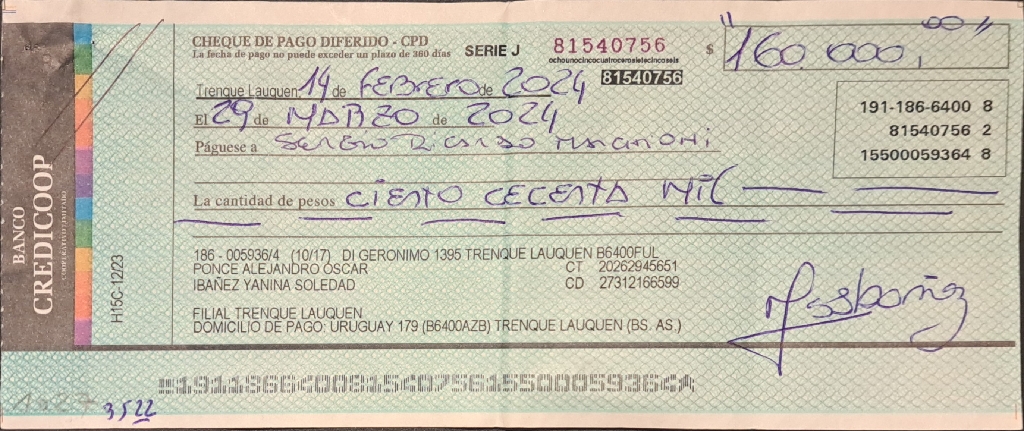 BANCO
CREDICOOP
COOPERATIVO LIMITADO
H15C-12/23
CHEQUE DE PAGO DIFERIDO - CPD
La fecha de pago no puede exceder un plazo de 360 días
SERIE J
81540756
ochounocincocuatrocerosietecincoseis
81540756
$ "160 000,00"
Trenque Lauquen, 14 de FEBRERO de 2024
El 29 de MARZO de 2024
Páguese a Sergio Ricardo
La cantidad de pesos CIENTO CECENTA MIL
191-186-6400 8
81540756 2
15500059364 8
186 - 005936/4 (10/17) DI GERONIMO 1395 TRENQUE LAUQUEN B6400FUL
PONCE ALEJANDRO OSCAR CT 20262945651
IBAÑEZ YANINA SOLEDAD CD 27312166599
FILIAL TRENQUE LAUQUEN
DOMICILIO DE PAGO: URUGUAY 179 (B6400AZB) TRENQUE LAUQUEN (BS. AS.)
19118664008154075615500059364
3522